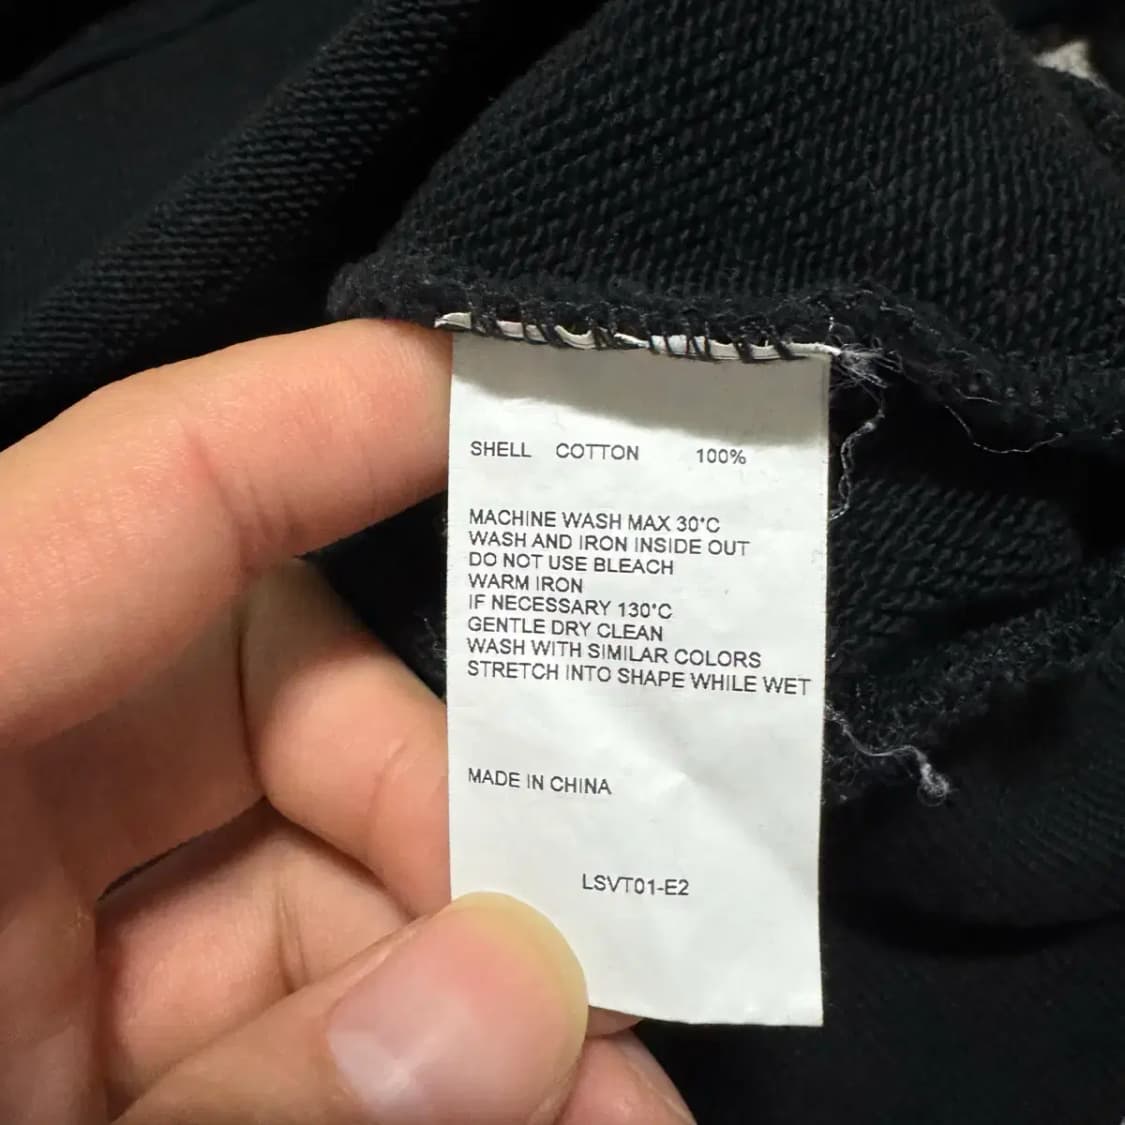 SHELL COTTON 100%
MACHINE WASH MAX 30°C
WASH AND IRON INSIDE OUT
DO NOT USE BLEACH
WARM IRON
IF NECESSARY 130°C
GENTLE DRY CLEAN
WASH WITH SIMILAR COLORS
STRETCH INTO SHAPE WHILE WET
MADE IN CHINA
LSVT01-E2